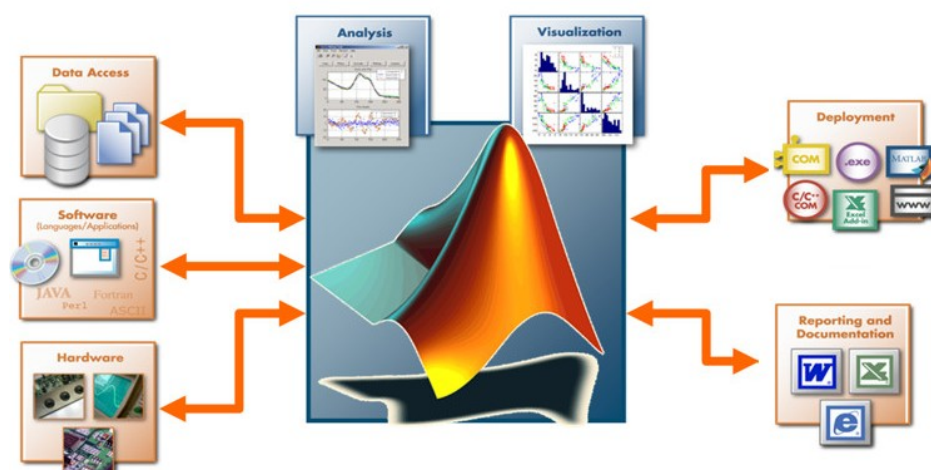 Analysis
Visualization
Data Access
Software
(Languages/Applications)
C/C++
JAVA
Fortran
Perl
ASCII
Hardware
Deployment
COM
.exe
MATLAB
C/C++
COM
Excel
Add-in
WWW
Reporting and
Documentation
W
X
e